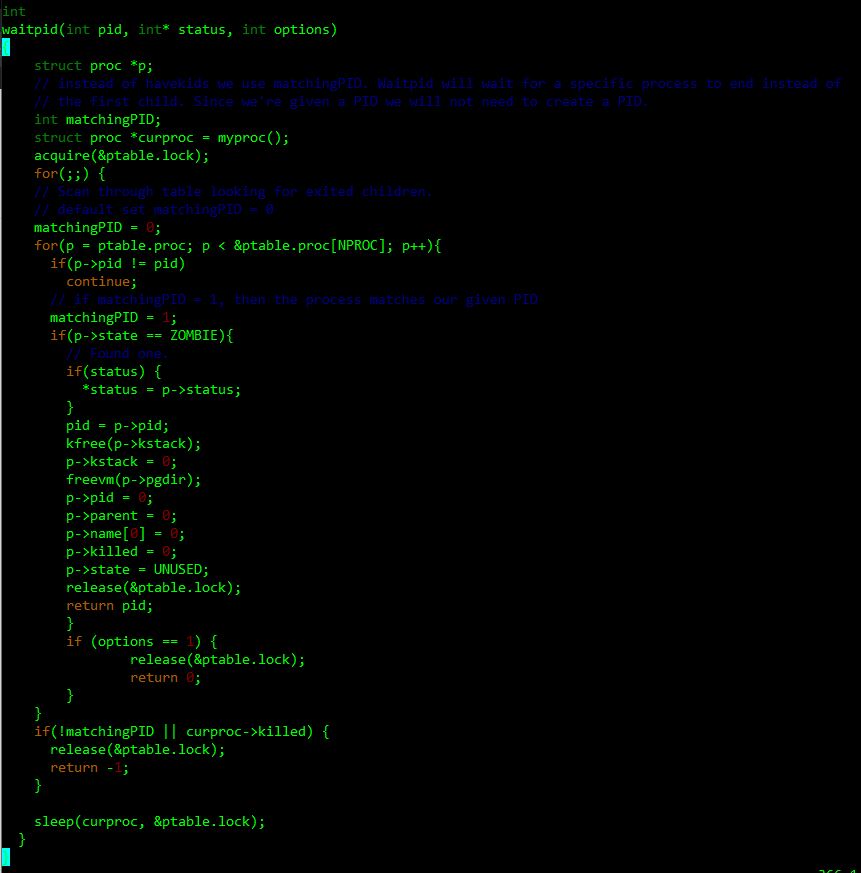 int
waitpid(int pid, int* status, int options)
{
    struct proc *p;
    // instead of havekids we use matchingPID. Waitpid will wait for a specific process to end instead of
    // the first child. Since we're given a PID we will not need to create a PID.
    int matchingPID;
    struct proc *curproc = myproc();
    acquire(&ptable.lock);
    for(;;) {
    // Scan through table looking for exited children.
    // default set matchingPID = 0
    matchingPID = 0;
    for(p = ptable.proc; p < &ptable.proc[NPROC]; p++){
      if(p->pid != pid)
        continue;
      // if matchingPID = 1, then the process matches our given PID
      matchingPID = 1;
      if(p->state == ZOMBIE){
        // Found one.
        if(status) {
          *status = p->status;
        }
        pid = p->pid;
        kfree(p->kstack);
        p->kstack = 0;
        freevm(p->pgdir);
        p->pid = 0;
        p->parent = 0;
        p->name[0] = 0;
        p->killed = 0;
        p->state = UNUSED;
        release(&ptable.lock);
        return pid;
        }
        if (options == 1) {
                release(&ptable.lock);
                return 0;
        }
    }
    if(!matchingPID || curproc->killed) {
      release(&ptable.lock);
      return -1;
    }

    sleep(curproc, &ptable.lock);
  }
}